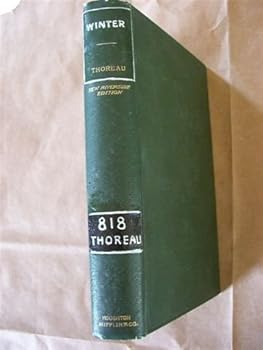 WINTER
THOREAU
NEW RIVERSIDE
EDITION
818
THOREAU
HOUGHTON
MIFFLIN & CO.